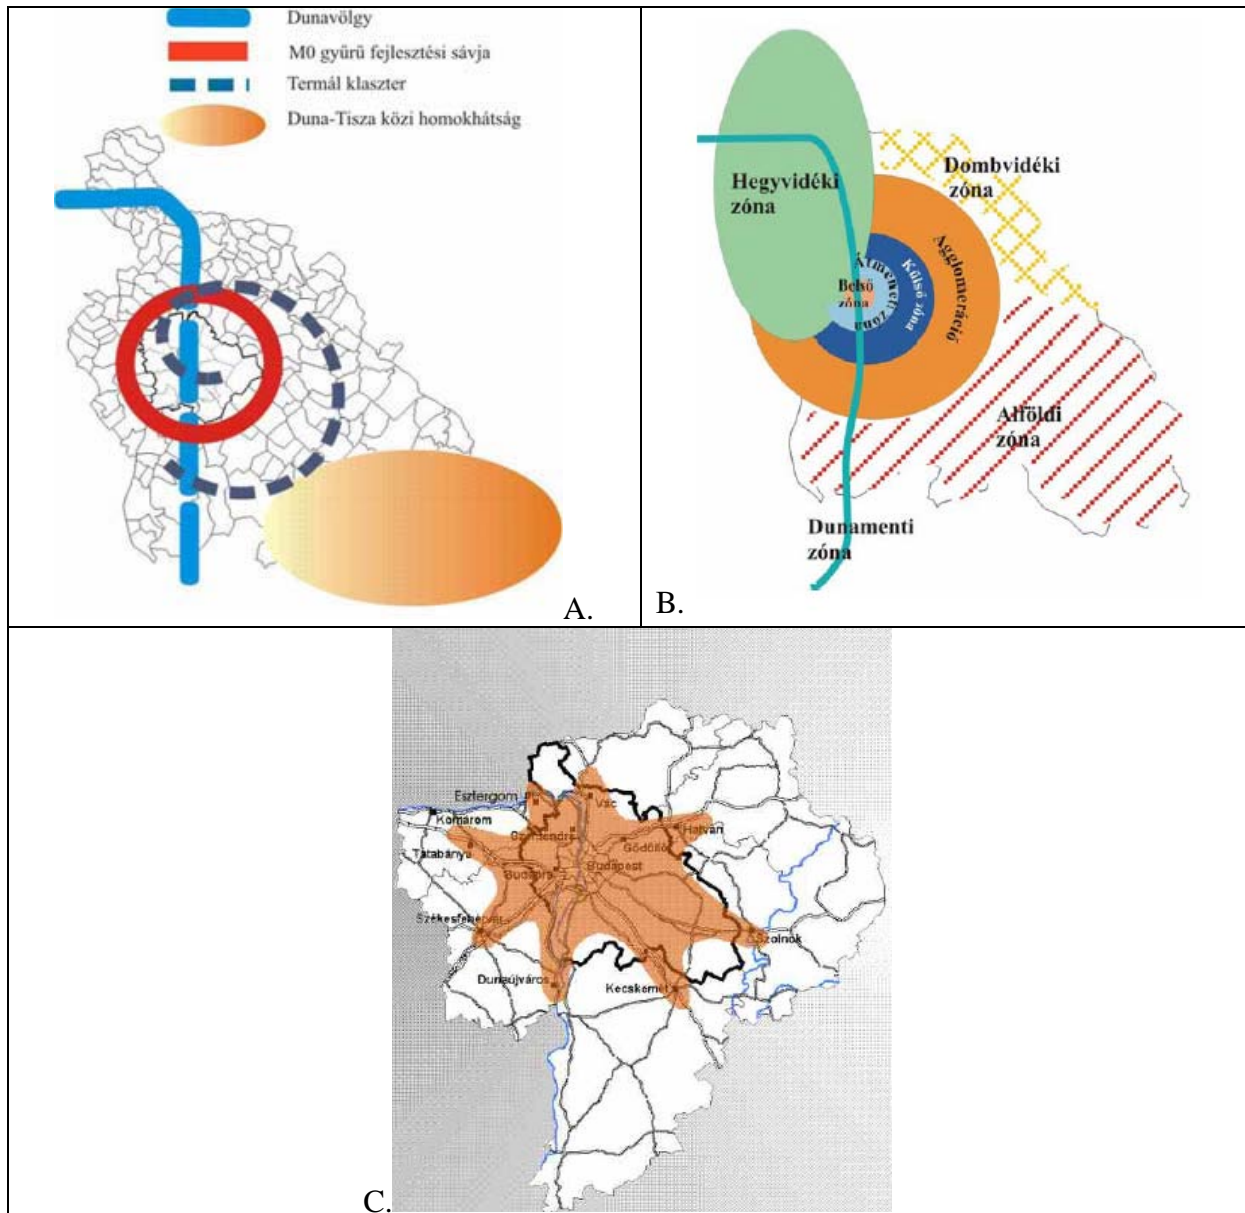 Dunavölgy
M0 gyűrű fejlesztési sávja
Termál klaszter
Duna-Tisza közi homokhátság
A.
Dombvidéki
zóna
Hegyvidéki
zóna
Agglomeráció
Külső zóna
Átmeneti zóna
Belső
zóna
Alföldi
zóna
Dunamenti
zóna
B.
Esztergom
Vác
Komárom
Szentendre
Hatvan
Gödöllő
Tatabánya
Budapest
Budaörs
Székesfehérvár
Szolnok
Dunaújváros
Kecskemét
C.